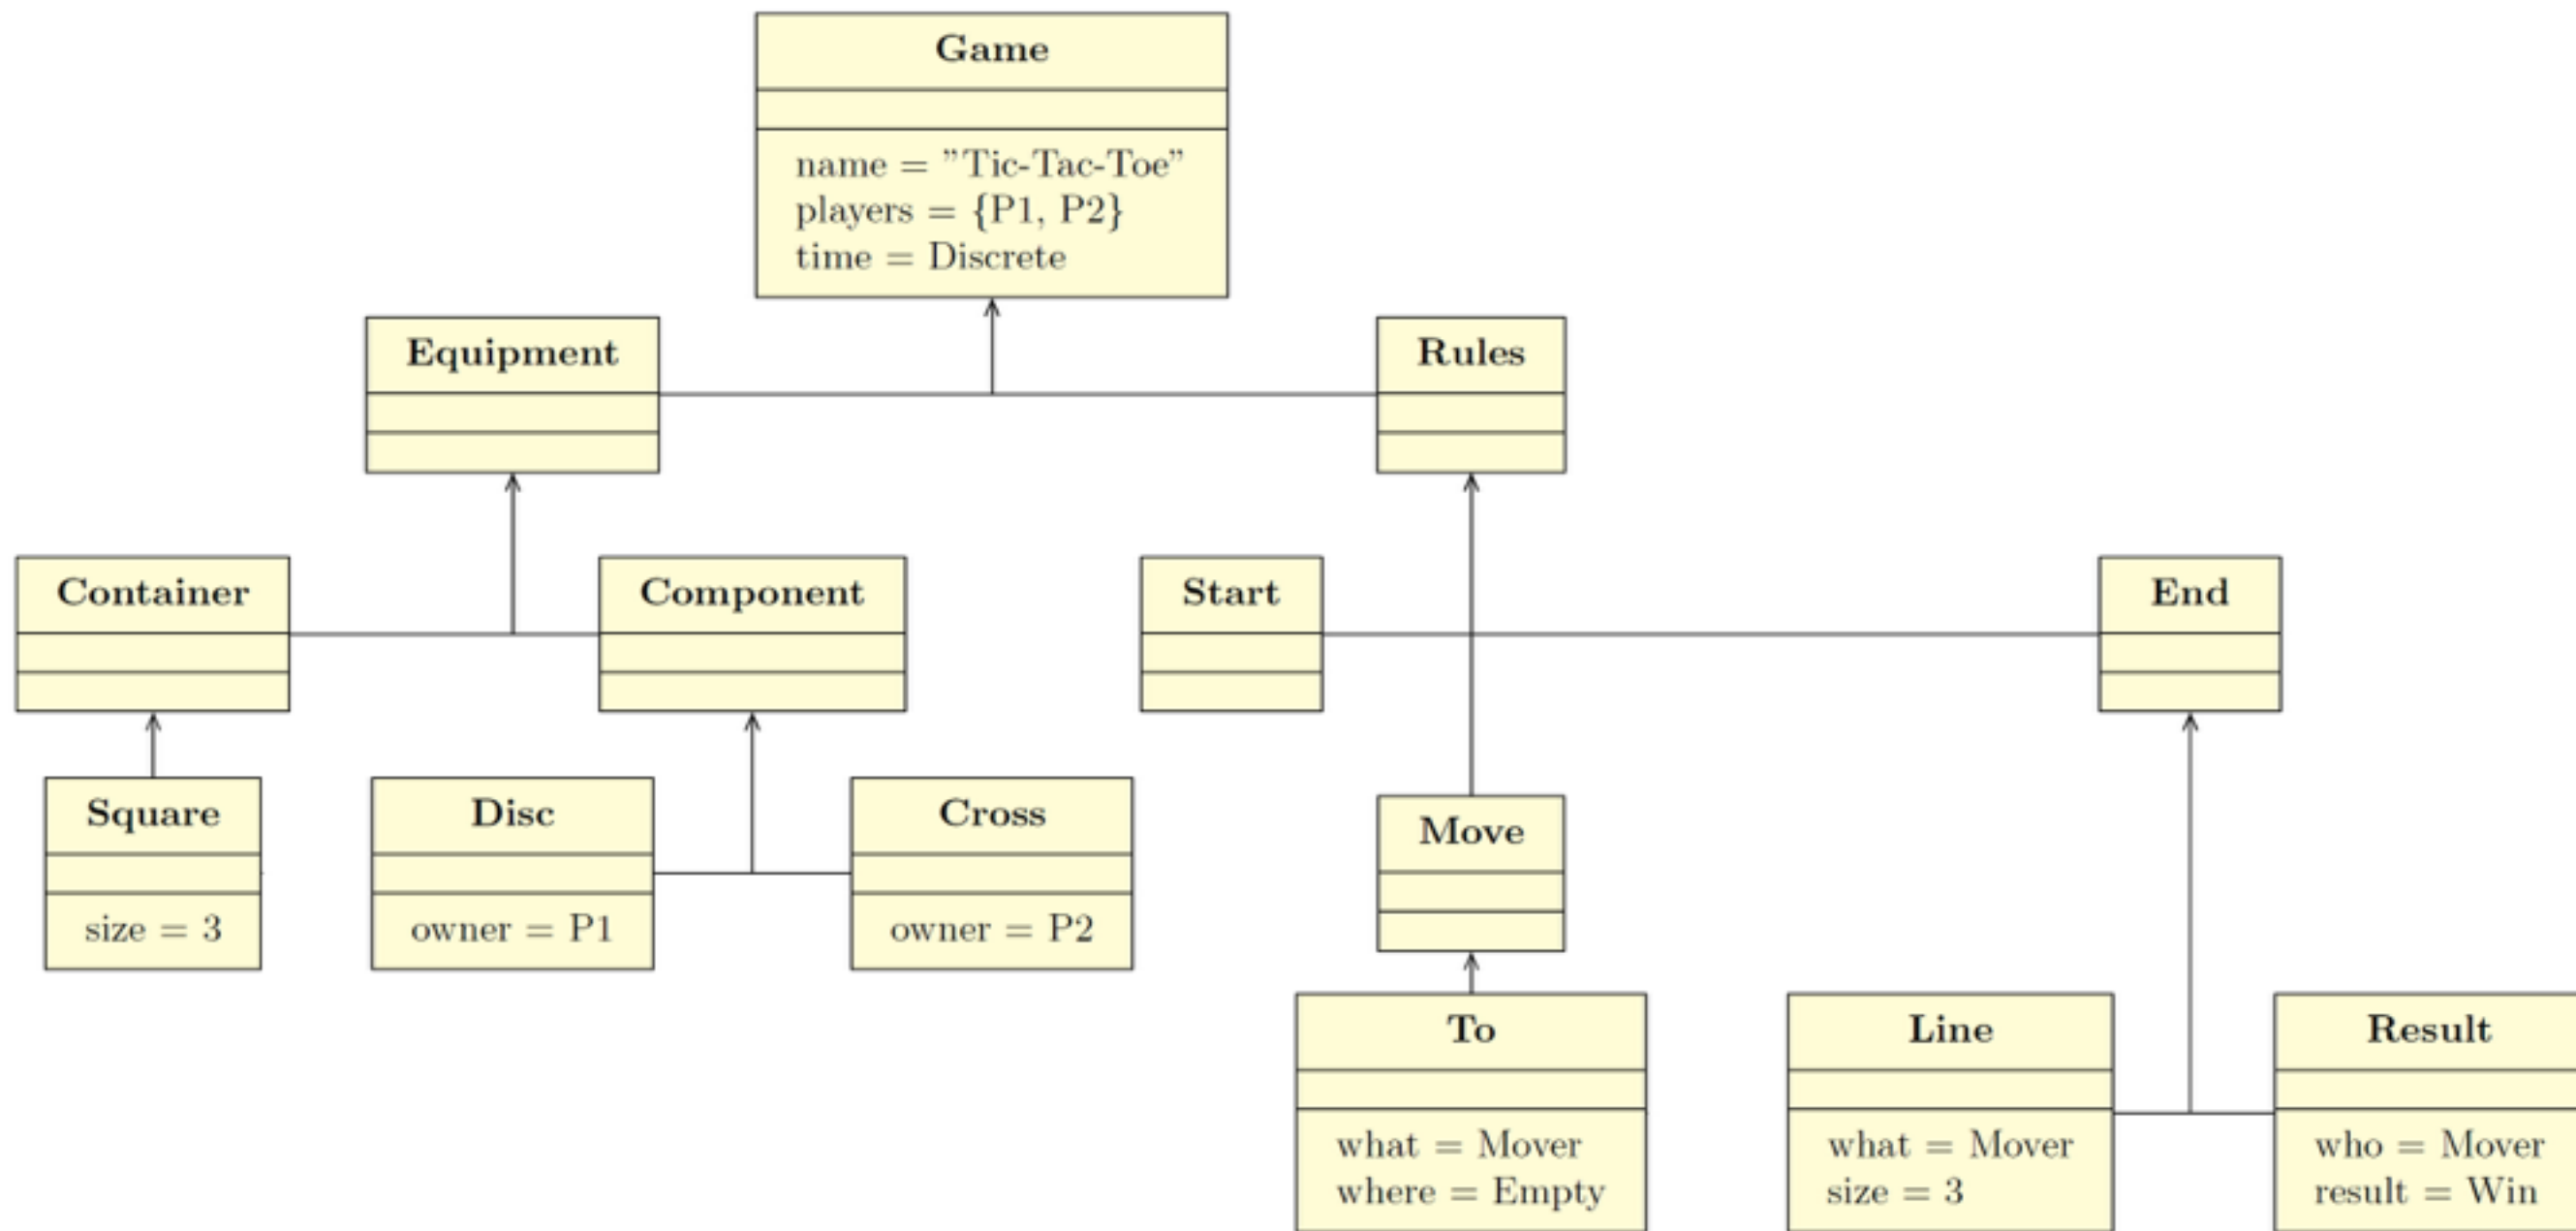 Game
name = ”Tic-Tac-Toe”
players = {P1, P2}
time = Discrete
Equipment
Rules
Container
Component
Start
End
Square
size = 3
Disc
owner = P1
Cross
owner = P2
Move
To
what = Mover
where = Empty
Line
what = Mover
size = 3
Result
who = Mover
result = Win